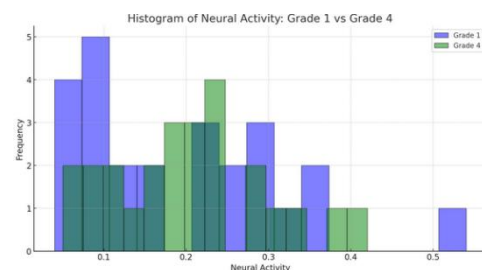 Histogram of Neural Activity: Grade 1 vs Grade 4
Grade 1
Grade 4
Frequency
5
4
3
2
1
0
0.1
0.2
0.3
0.4
0.5
Neural Activity